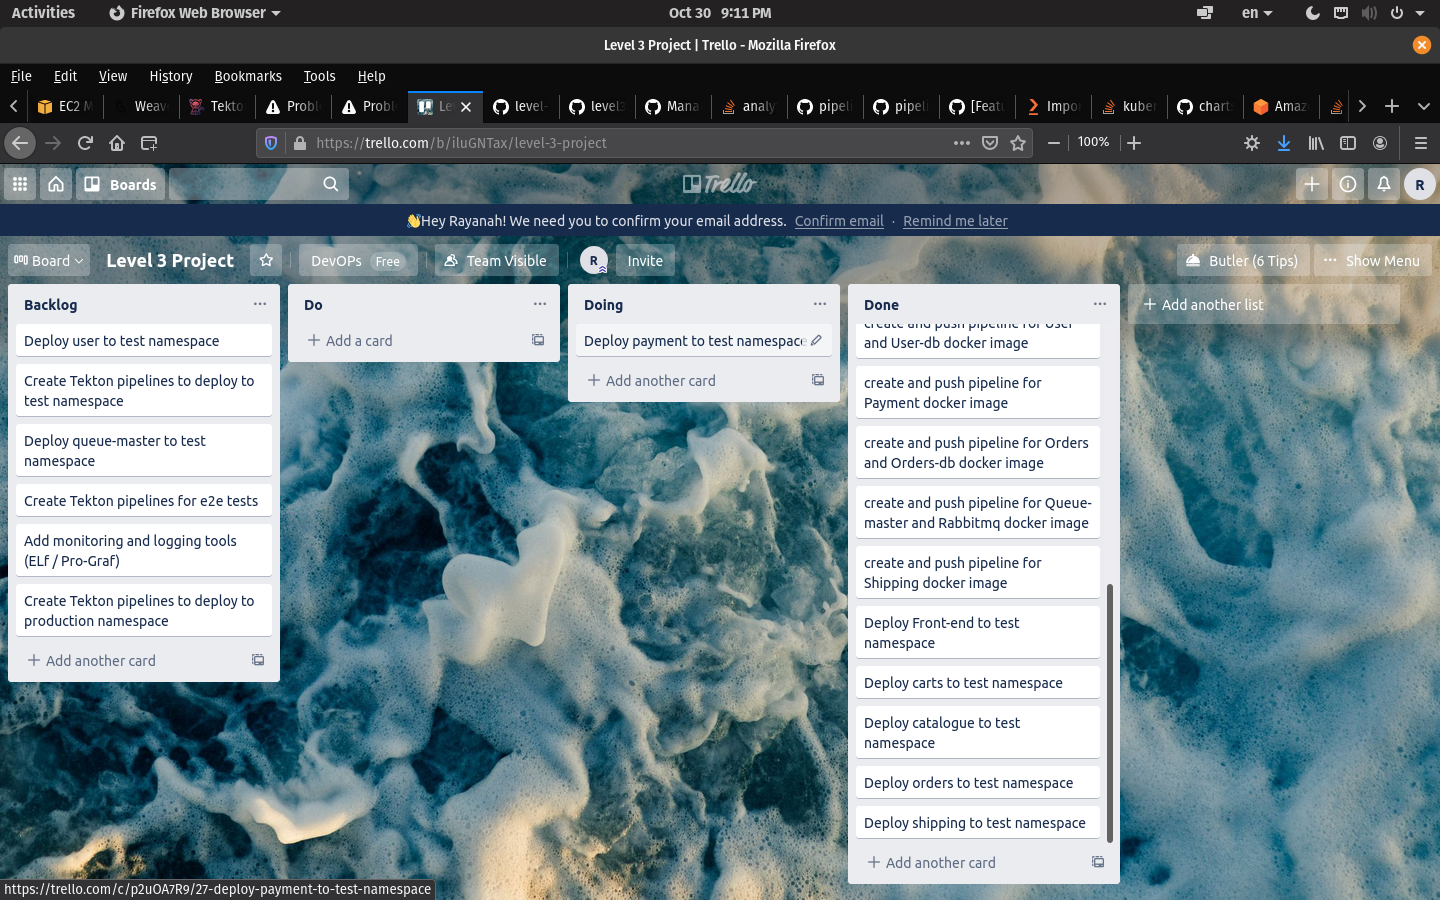 Activities
Firefox Web Browser
Oct 30 9:11 PM
en
Level 3 Project | Trello - Mozilla Firefox
File Edit View History Bookmarks Tools Help
EC2 M
Weav
Tekto
Probl
Probl
Le
level-
level3
Mana
analy
pipel
pipel
[Feat
Impo
kuber
chart
Amaz
https://trello.com/b/iluGNTax/level-3-project
100%
Boards
Trello
R
👋Hey Rayanah! We need you to confirm your email address. Confirm email · Remind me later
Board
Level 3 Project
DevOPs Free
Team Visible
R
Invite
Butler (6 Tips)
Show Menu
Backlog
Deploy user to test namespace
Create Tekton pipelines to deploy to
test namespace
Deploy queue-master to test
namespace
Create Tekton pipelines for e2e tests
Add monitoring and logging tools
(ELf / Pro-Graf)
Create Tekton pipelines to deploy to
production namespace
Add another card
Do
Add a card
Doing
Deploy payment to test namespace
Add another card
Done
create and push pipeline for User
and User-db docker image
create and push pipeline for
Payment docker image
create and push pipeline for Orders
and Orders-db docker image
create and push pipeline for Queue-
master and Rabbitmq docker image
create and push pipeline for
Shipping docker image
Deploy Front-end to test
namespace
Deploy carts to test namespace
Deploy catalogue to test
namespace
Deploy orders to test namespace
Deploy shipping to test namespace
Add another card
Add another list
https://trello.com/c/p2uOA7R9/27-deploy-payment-to-test-namespace